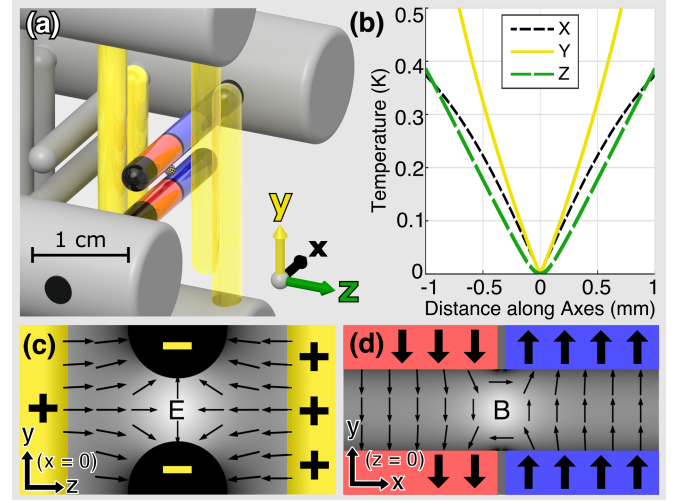 (a)
1 cm
y
x
z
(b)
Temperature (K)
0.5
0.4
0.3
0.2
0.1
0
X
Y
Z
-1 -0.5 0 0.5 1
Distance along Axes (mm)
(c)
− 
+ E +
+
+
−
y
(x = 0)
z
(d)
B
y
(z = 0)
x